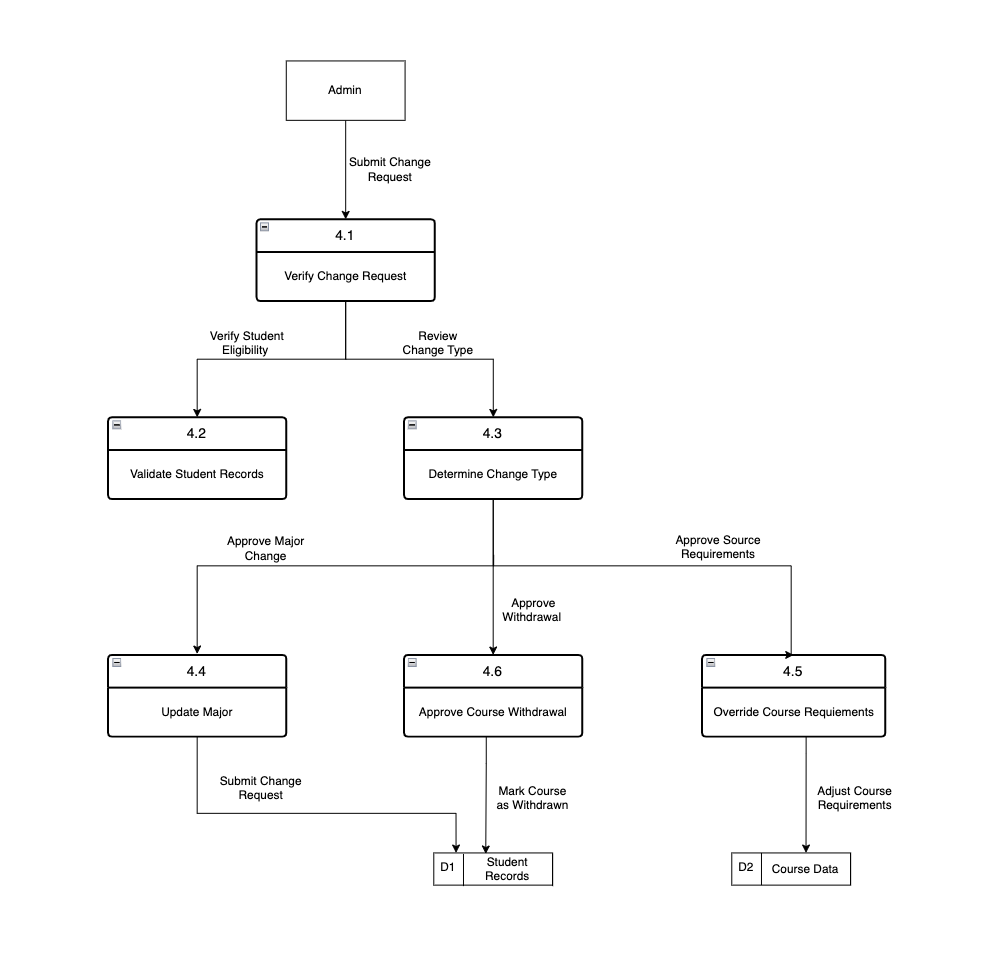 Admin
Submit Change
Request
4.1
Verify Change Request
Verify Student
Eligibility
Review
Change Type
4.2
Validate Student Records
4.3
Determine Change Type
Approve Major
Change
Approve Source
Requirements
Approve
Withdrawal
4.4
Update Major
4.6
Approve Course Withdrawal
4.5
Override Course Requiements
Submit Change
Request
Mark Course
as Withdrawn
Adjust Course
Requirements
D1
Student
Records
D2
Course Data